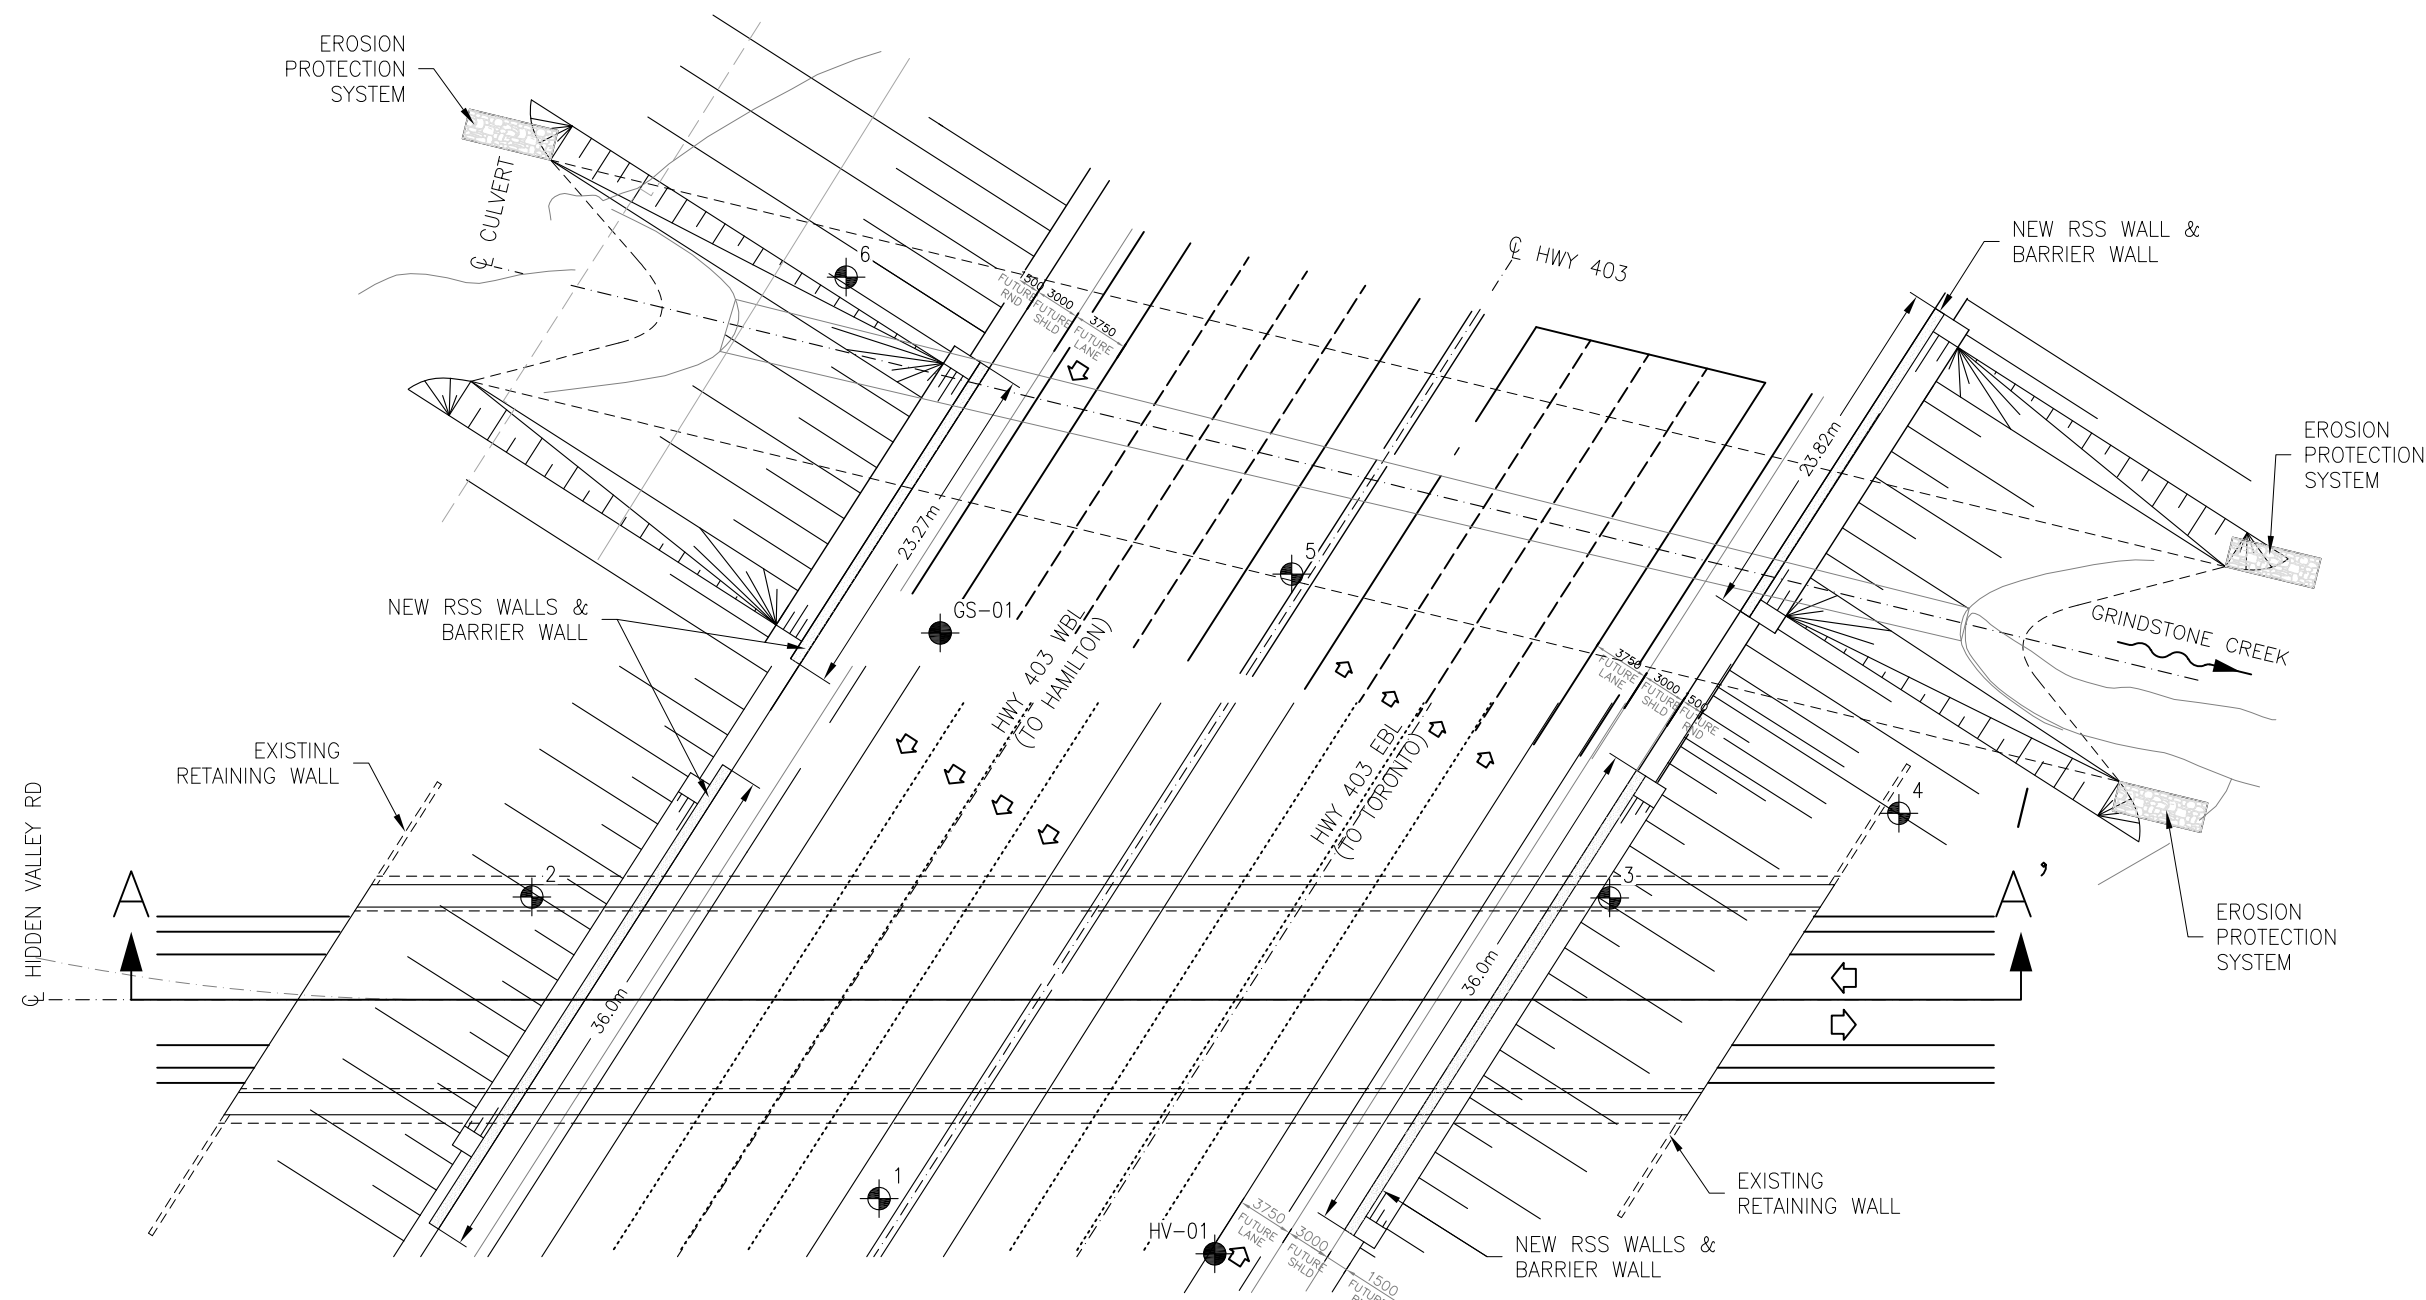 EROSION
PROTECTION
SYSTEM
℄ CULVERT
6
1500
FUTURE
RND
3000
FUTURE
SHLD
3750
FUTURE
LANE
℄ HWY 403
NEW RSS WALL &
BARRIER WALL
23.82m
EROSION
PROTECTION
SYSTEM
23.27m
5
NEW RSS WALLS &
BARRIER WALL
GS-01
HWY 403 WBL
(TO HAMILTON)
GRINDSTONE CREEK
3750
FUTURE
LANE
3000
FUTURE
SHLD
500
FUTURE
RND
HWY 403 EBL
(TO TORONTO)
EXISTING
RETAINING WALL
4
℄ HIDDEN VALLEY RD
A
2
3
A'
EROSION
PROTECTION
SYSTEM
36.0m
36.0m
1
EXISTING
RETAINING WALL
HV-01
3750
FUTURE
LANE
3000
FUTURE
SHLD
1500
FUTURE
NEW RSS WALLS &
BARRIER WALL